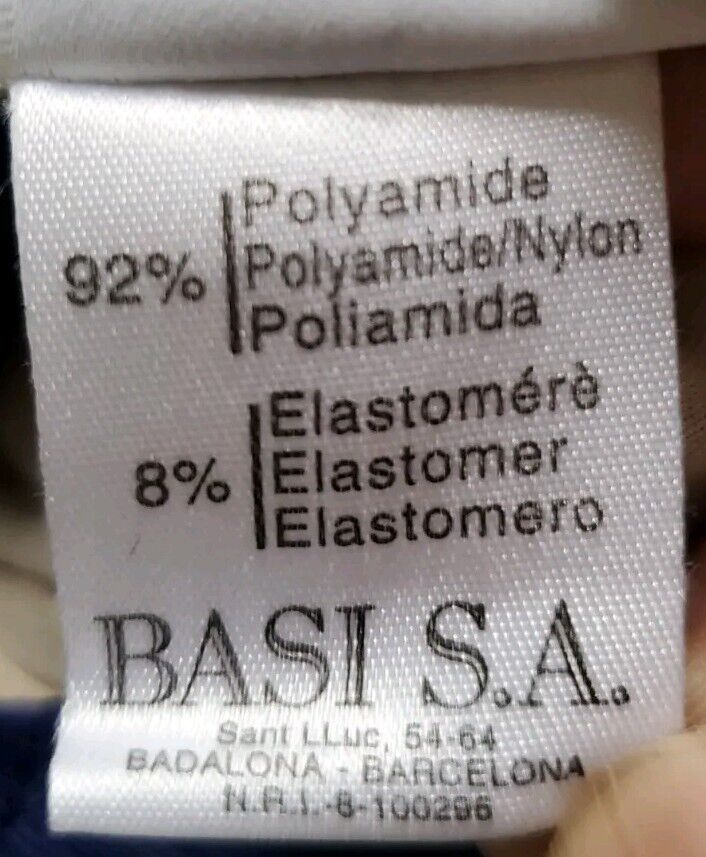 92%
Polyamide
Polyamide/Nylon
Poliamida
8%
Elastomérè
Elastomer
Elastomero
BASI S.A.
Sant LLuc, 54-64
BADALONA - BARCELONA
N.R.I.-8-100296